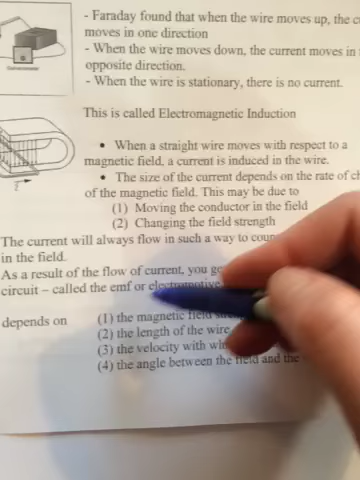 - Faraday found that when the wire moves up, the
moves in one direction
- When the wire moves down, the current moves in
opposite direction.
- When the wire is stationary, there is no current.
This is called Electromagnetic Induction
• When a straight wire moves with respect to a
magnetic field, a current is induced in the wire.
• The size of the current depends on the rate of
of the magnetic field. This may be due to
(1) Moving the conductor in the field
(2) Changing the field strength
The current will always flow in such a way to
in the field.
As a result of the flow of current, you
circuit – called the emf or electromotive
depends on
(1) the magnetic field
(2) the length of the wire
(3) the velocity with
(4) the angle between the field and the